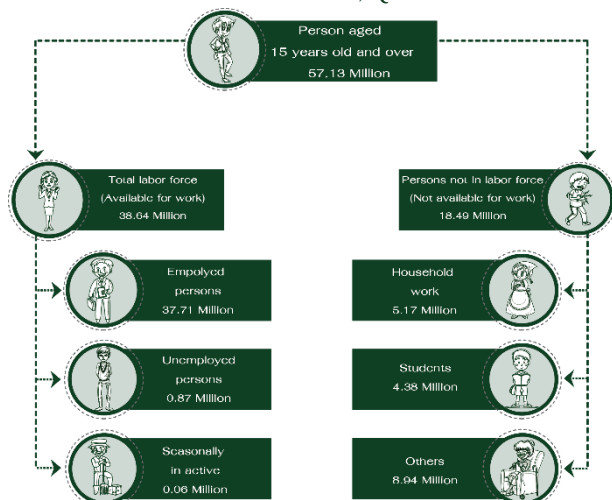 Person aged
15 years old and over
57.13 Million
Total labor force
(Available for work)
38.64 Million
Persons not in labor force
(Not available for work)
18.49 Million
Empolyed
persons
37.71 Million
Household
work
5.17 Million
Unemployed
persons
0.87 Million
Students
4.38 Million
Seasonally
in active
0.06 Million
Others
8.94 Million